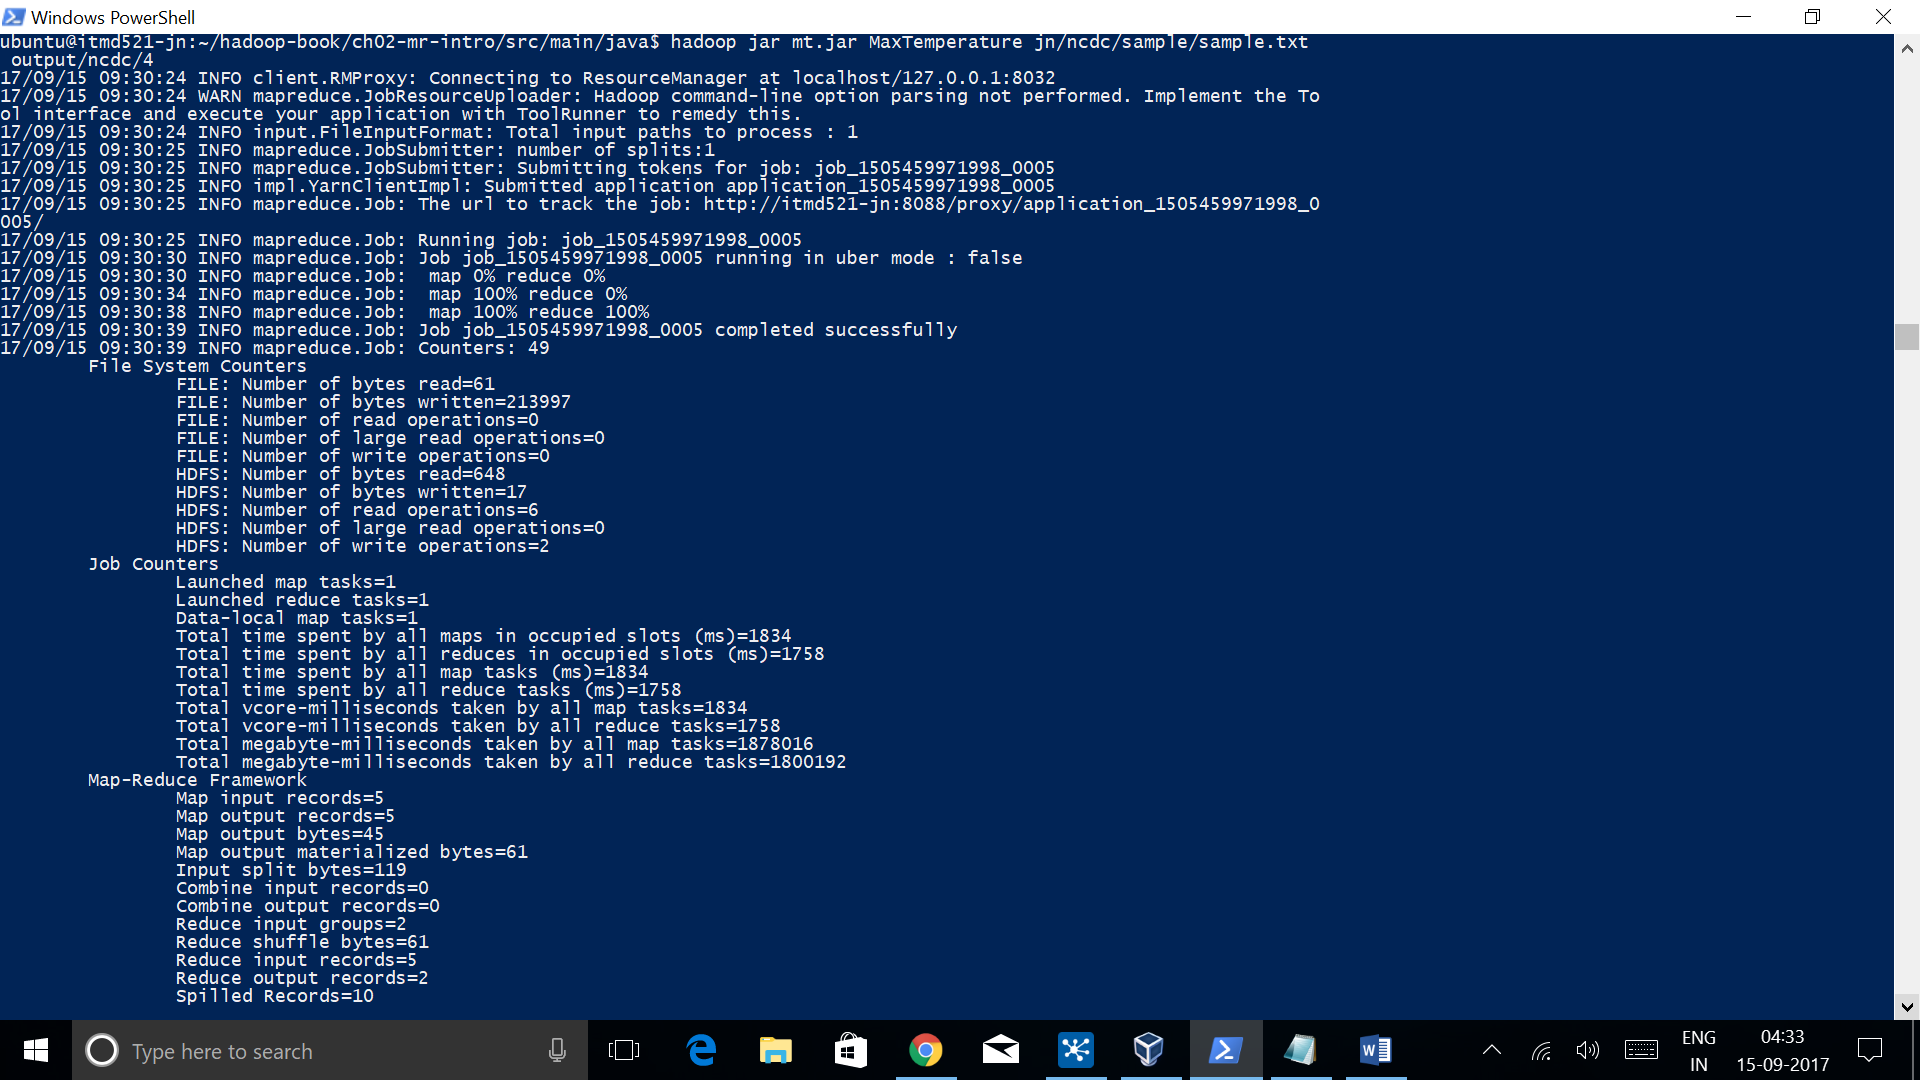 Windows PowerShell
ubuntu@itmd521-jn:~/hadoop-book/ch02-mr-intro/src/main/java$ hadoop jar mt.jar MaxTemperature jn/ncdc/sample/sample.txt
 output/ncdc/4
17/09/15 09:30:24 INFO client.RMProxy: Connecting to ResourceManager at localhost/127.0.0.1:8032
17/09/15 09:30:24 WARN mapreduce.JobResourceUploader: Hadoop command-line option parsing not performed. Implement the To
ol interface and execute your application with ToolRunner to remedy this.
17/09/15 09:30:24 INFO input.FileInputFormat: Total input paths to process : 1
17/09/15 09:30:25 INFO mapreduce.JobSubmitter: number of splits:1
17/09/15 09:30:25 INFO mapreduce.JobSubmitter: Submitting tokens for job: job_1505459971998_0005
17/09/15 09:30:25 INFO impl.YarnClientImpl: Submitted application application_1505459971998_0005
17/09/15 09:30:25 INFO mapreduce.Job: The url to track the job: http://itmd521-jn:8088/proxy/application_1505459971998_0
005/
17/09/15 09:30:25 INFO mapreduce.Job: Running job: job_1505459971998_0005
17/09/15 09:30:30 INFO mapreduce.Job: Job job_1505459971998_0005 running in uber mode : false
17/09/15 09:30:30 INFO mapreduce.Job:  map 0% reduce 0%
17/09/15 09:30:34 INFO mapreduce.Job:  map 100% reduce 0%
17/09/15 09:30:38 INFO mapreduce.Job:  map 100% reduce 100%
17/09/15 09:30:39 INFO mapreduce.Job: Job job_1505459971998_0005 completed successfully
17/09/15 09:30:39 INFO mapreduce.Job: Counters: 49
File System Counters
FILE: Number of bytes read=61
FILE: Number of bytes written=213997
FILE: Number of read operations=0
FILE: Number of large read operations=0
FILE: Number of write operations=0
HDFS: Number of bytes read=648
HDFS: Number of bytes written=17
HDFS: Number of read operations=6
HDFS: Number of large read operations=0
HDFS: Number of write operations=2
Job Counters
Launched map tasks=1
Launched reduce tasks=1
Data-local map tasks=1
Total time spent by all maps in occupied slots (ms)=1834
Total time spent by all reduces in occupied slots (ms)=1758
Total time spent by all map tasks (ms)=1834
Total time spent by all reduce tasks (ms)=1758
Total vcore-milliseconds taken by all map tasks=1834
Total vcore-milliseconds taken by all reduce tasks=1758
Total megabyte-milliseconds taken by all map tasks=1878016
Total megabyte-milliseconds taken by all reduce tasks=1800192
Map-Reduce Framework
Map input records=5
Map output records=5
Map output bytes=45
Map output materialized bytes=61
Input split bytes=119
Combine input records=0
Combine output records=0
Reduce input groups=2
Reduce shuffle bytes=61
Reduce input records=5
Reduce output records=2
Spilled Records=10
Type here to search
ENG
IN
04:33
15-09-2017